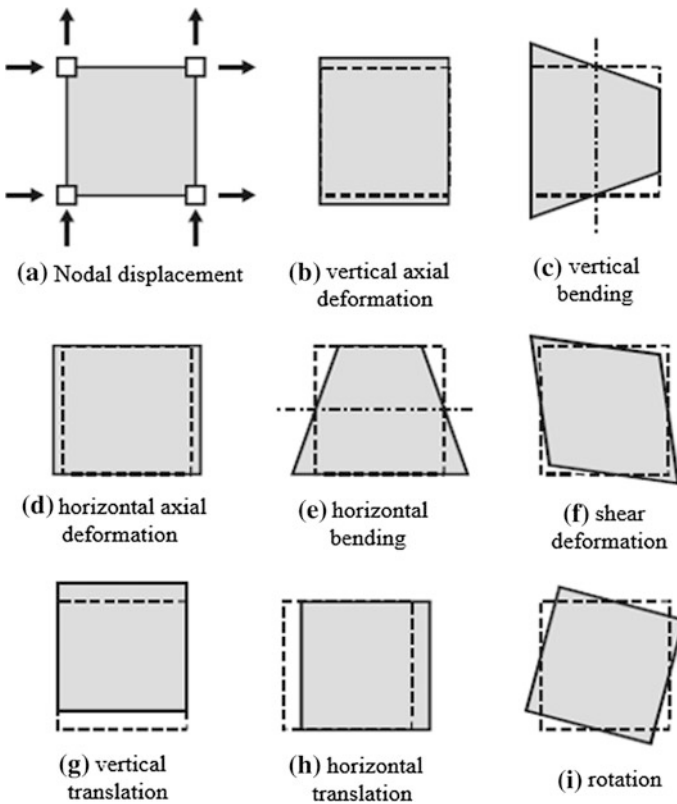 (a) Nodal displacement
(b) vertical axial
deformation
(c) vertical
bending
(d) horizontal axial
deformation
(e) horizontal
bending
(f) shear
deformation
(g) vertical
translation
(h) horizontal
translation
(i) rotation